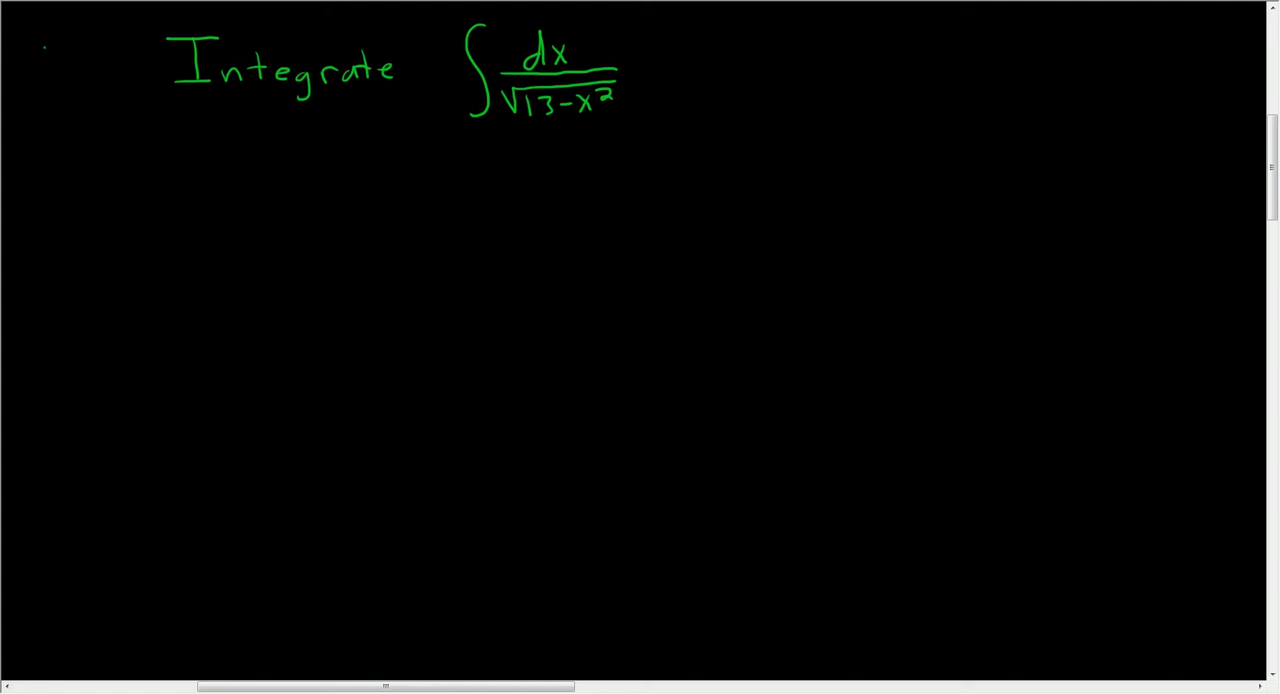 Integrate ∫ dx/√(13-x²)